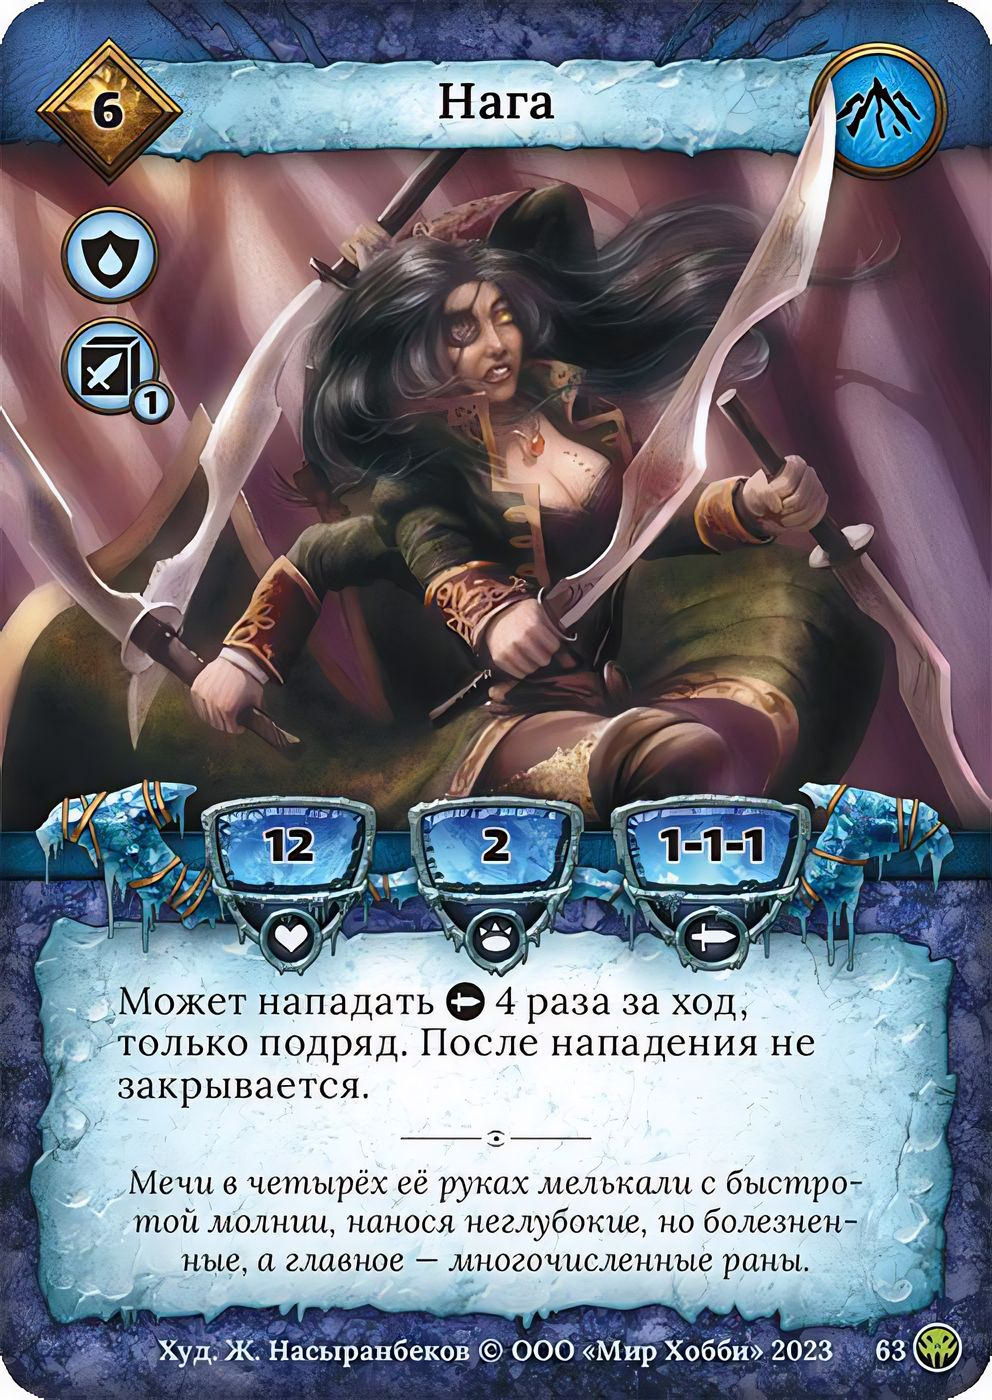 6
Нага
1
12
2
1-1-1
Может нападать 4 раза за ход,
только подряд. После нападения не
закрывается.
Мечи в четырёх её руках мелькали с быстро-
той молнии, нанося неглубокие, но болезнен-
ные, а главное — многочисленные раны.
Худ. Ж. Насыранбеков © ООО «Мир Хобби» 2023 63